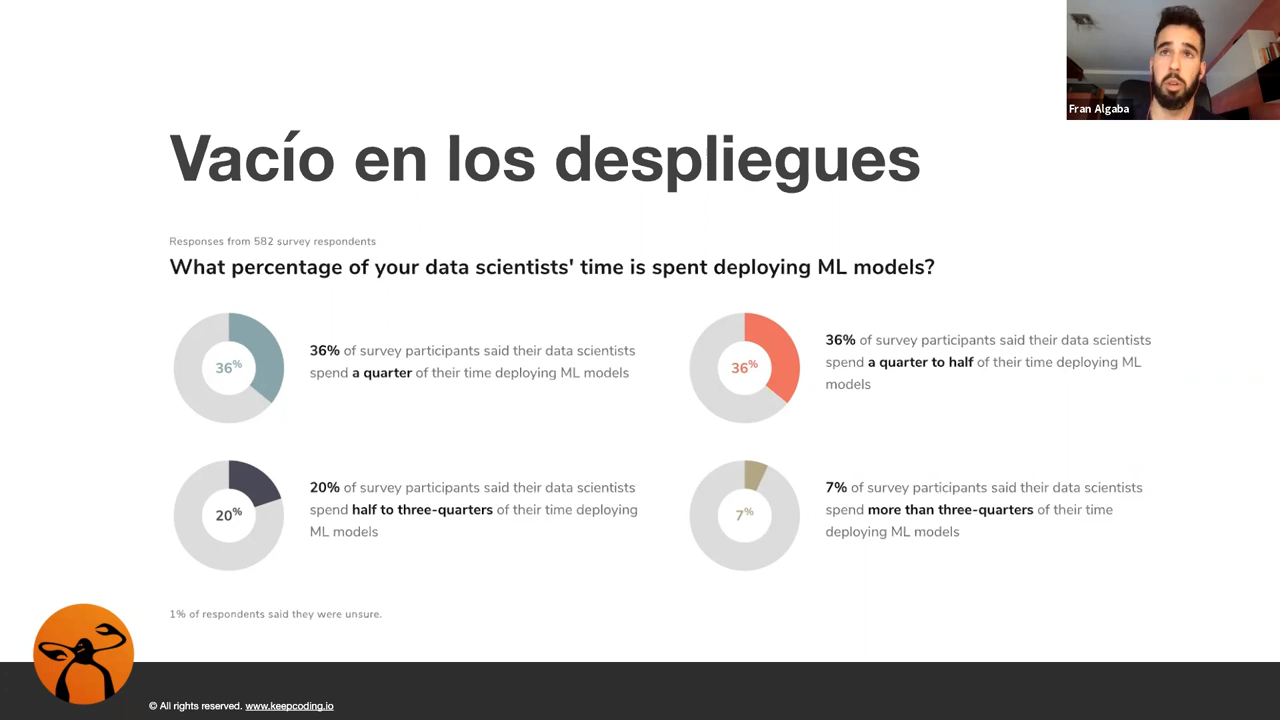 Fran Algaba
Vacío en los despliegues
Responses from 582 survey respondents
What percentage of your data scientists' time is spent deploying ML models?
36%
36% of survey participants said their data scientists
spend a quarter of their time deploying ML models
36%
36% of survey participants said their data scientists
spend a quarter to half of their time deploying ML
models
20%
20% of survey participants said their data scientists
spend half to three-quarters of their time deploying
ML models
7%
7% of survey participants said their data scientists
spend more than three-quarters of their time
deploying ML models
1% of respondents said they were unsure.
© All rights reserved. www.keepcoding.io